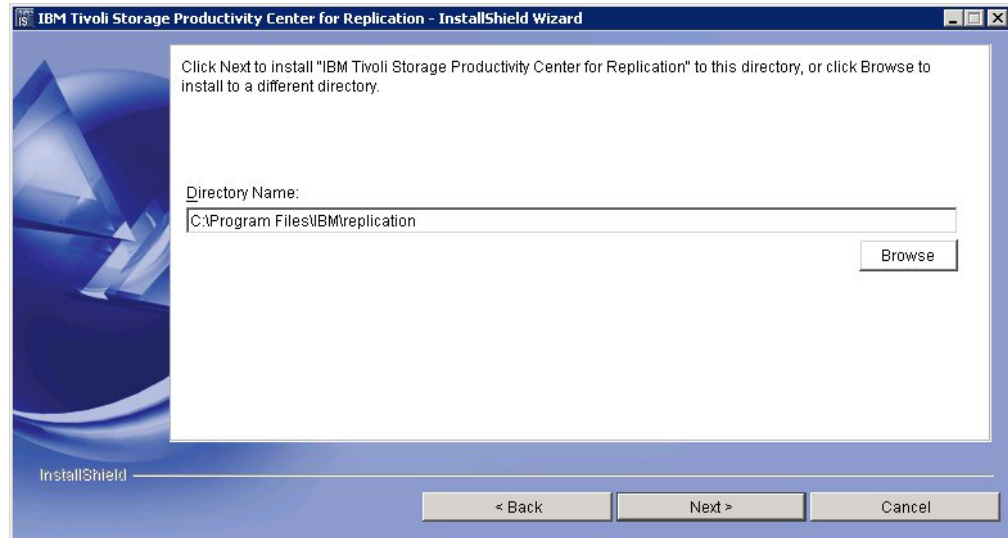 IBM Tivoli Storage Productivity Center for Replication - InstallShield Wizard
Click Next to install "IBM Tivoli Storage Productivity Center for Replication" to this directory, or click Browse to
install to a different directory.
Directory Name:
C:\Program Files\IBM\replication
Browse
InstallShield
< Back
Next >
Cancel